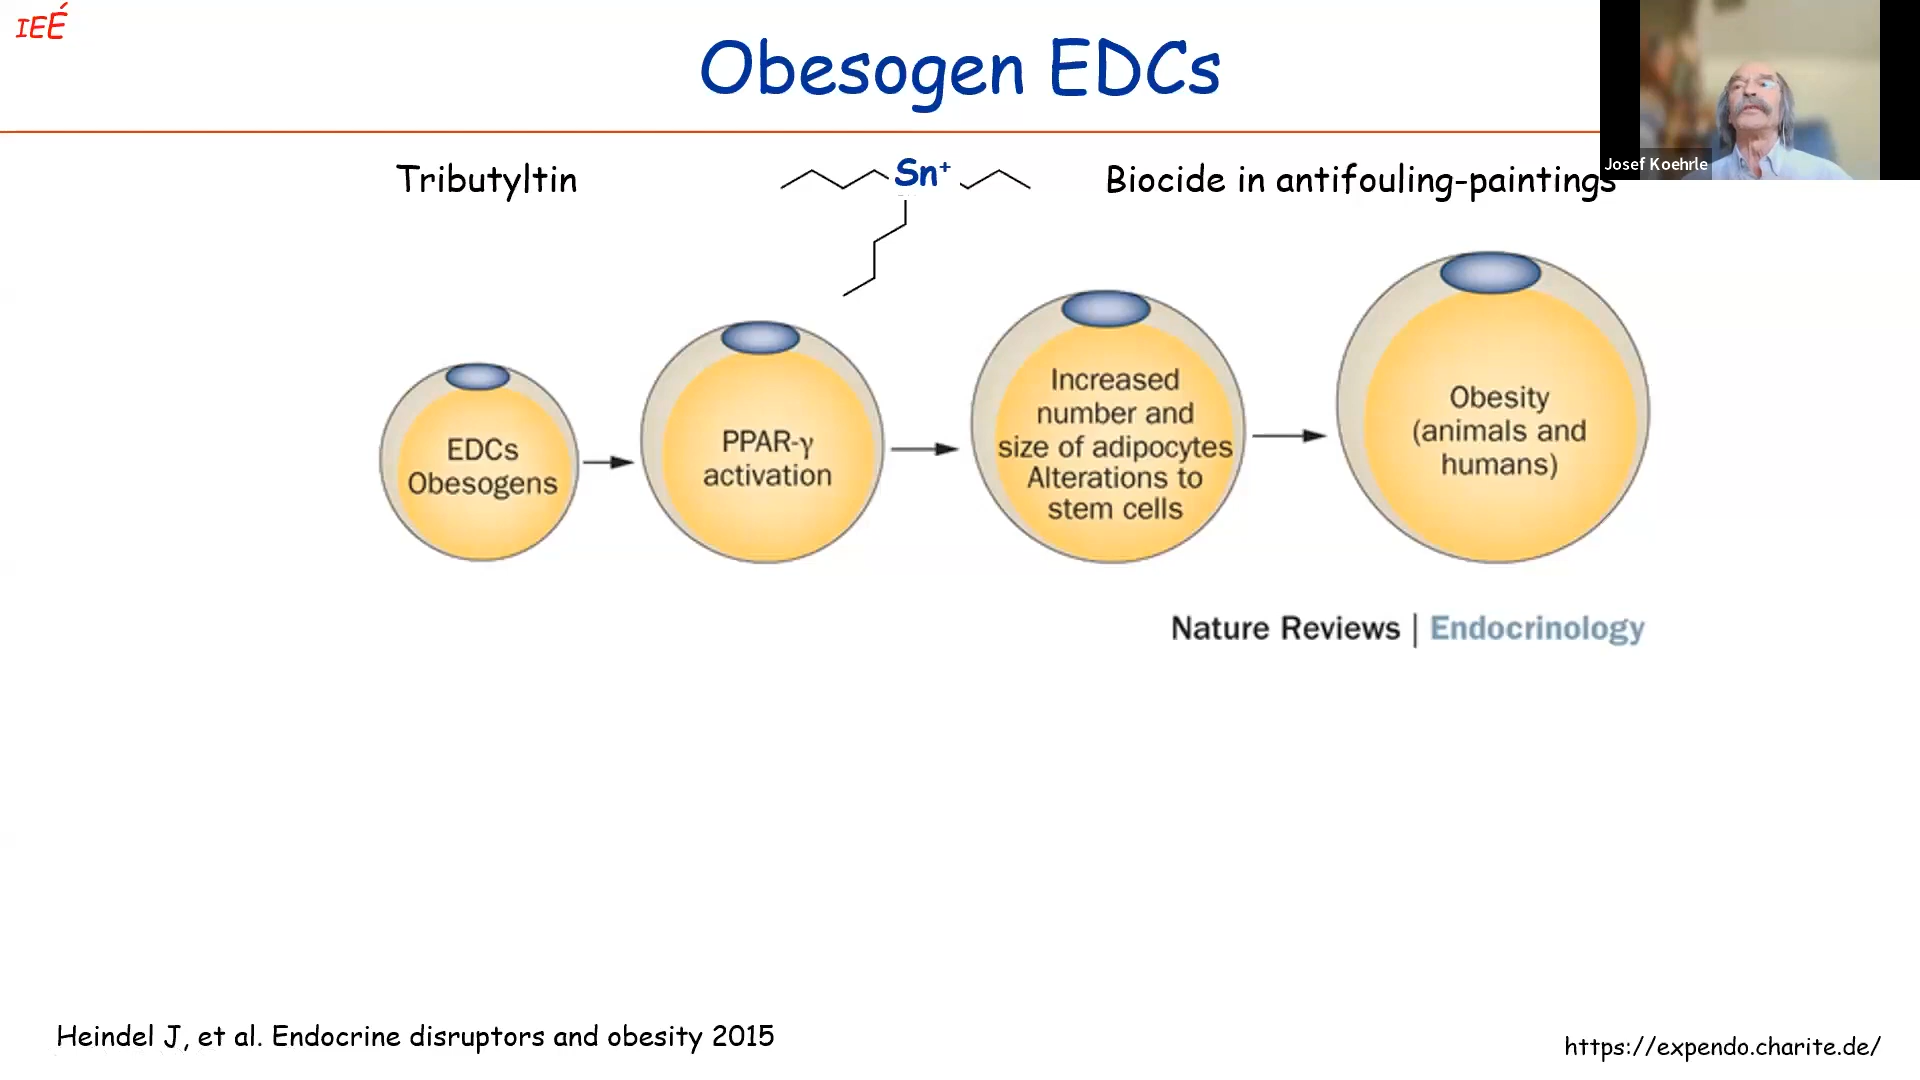 IEÉ
Obesogen EDCs
Josef Koehrle
Tributyltin
Sn⁺
Biocide in antifouling-paintings
EDCs
Obesogens
PPAR-γ
activation
Increased
number and
size of adipocytes
Alterations to
stem cells
Obesity
(animals and
humans)
Nature Reviews | Endocrinology
Heindel J, et al. Endocrine disruptors and obesity 2015
https://expendo.charite.de/